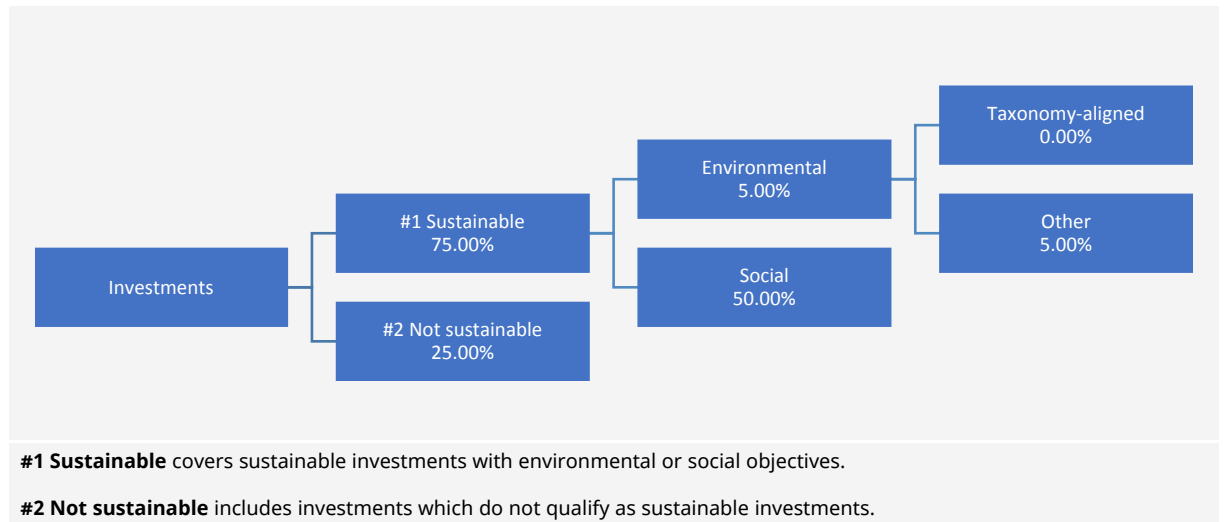 Investments
#1 Sustainable
75.00%
#2 Not sustainable
25.00%
Environmental
5.00%
Social
50.00%
Taxonomy-aligned
0.00%
Other
5.00%
#1 Sustainable covers sustainable investments with environmental or social objectives.
#2 Not sustainable includes investments which do not qualify as sustainable investments.